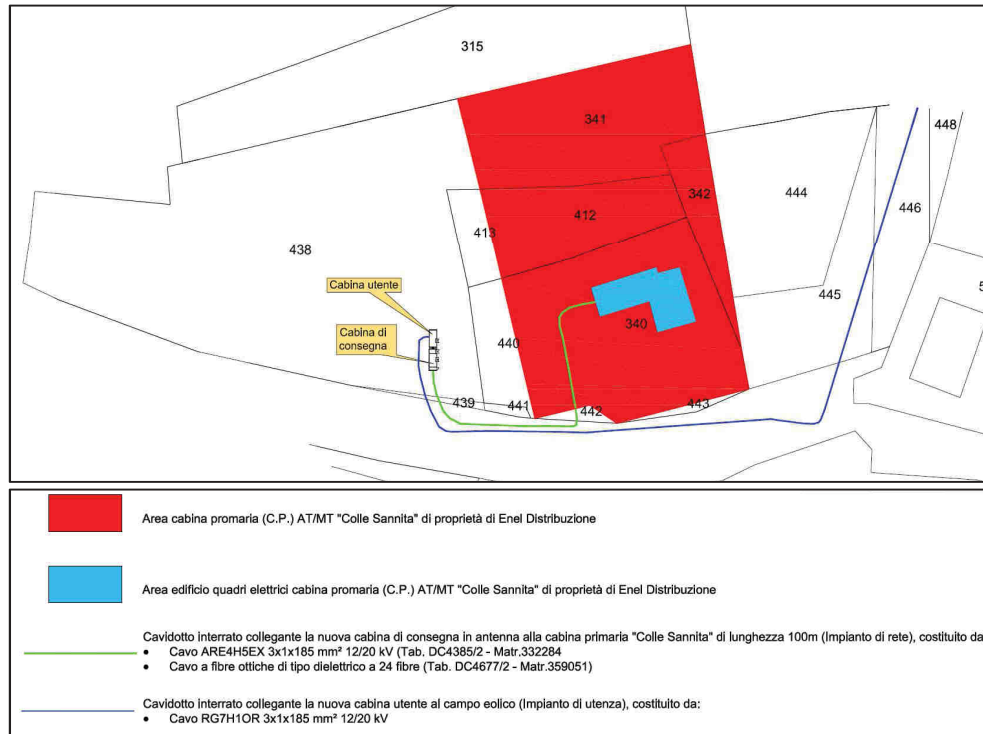 315
341
448
342
444
412
446
413
438
5
Cabina utente
445
340
Cabina di
consegna
440
439
441
442
443
Area cabina promaria (C.P.) AT/MT "Colle Sannita" di proprietà di Enel Distribuzione
Area edificio quadri elettrici cabina promaria (C.P.) AT/MT "Colle Sannita" di proprietà di Enel Distribuzione
Cavidotto interrato collegante la nuova cabina di consegna in antenna alla cabina primaria "Colle Sannita" di lunghezza 100m (Impianto di rete), costituito da
• Cavo ARE4H5EX 3x1x185 mm² 12/20 kV (Tab. DC4385/2 - Matr.332284
• Cavo a fibre ottiche di tipo dielettrico a 24 fibre (Tab. DC4677/2 - Matr.359051)
Cavidotto interrato collegante la nuova cabina utente al campo eolico (Impianto di utenza), costituito da:
• Cavo RG7H1OR 3x1x185 mm² 12/20 kV